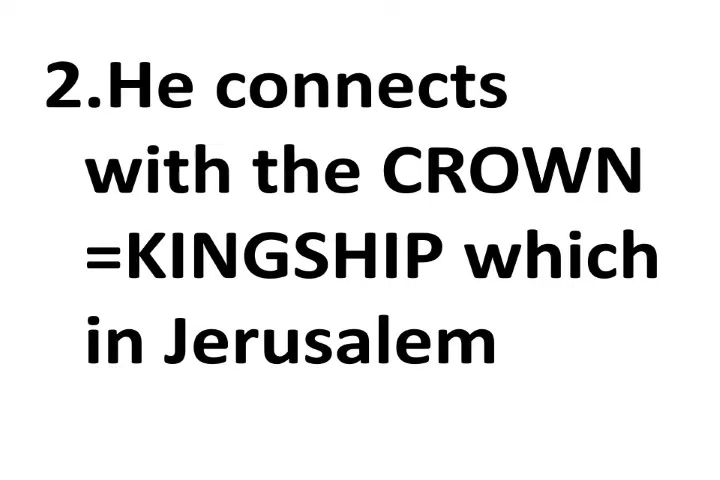 2.He connects
with the CROWN
=KINGSHIP which
in Jerusalem